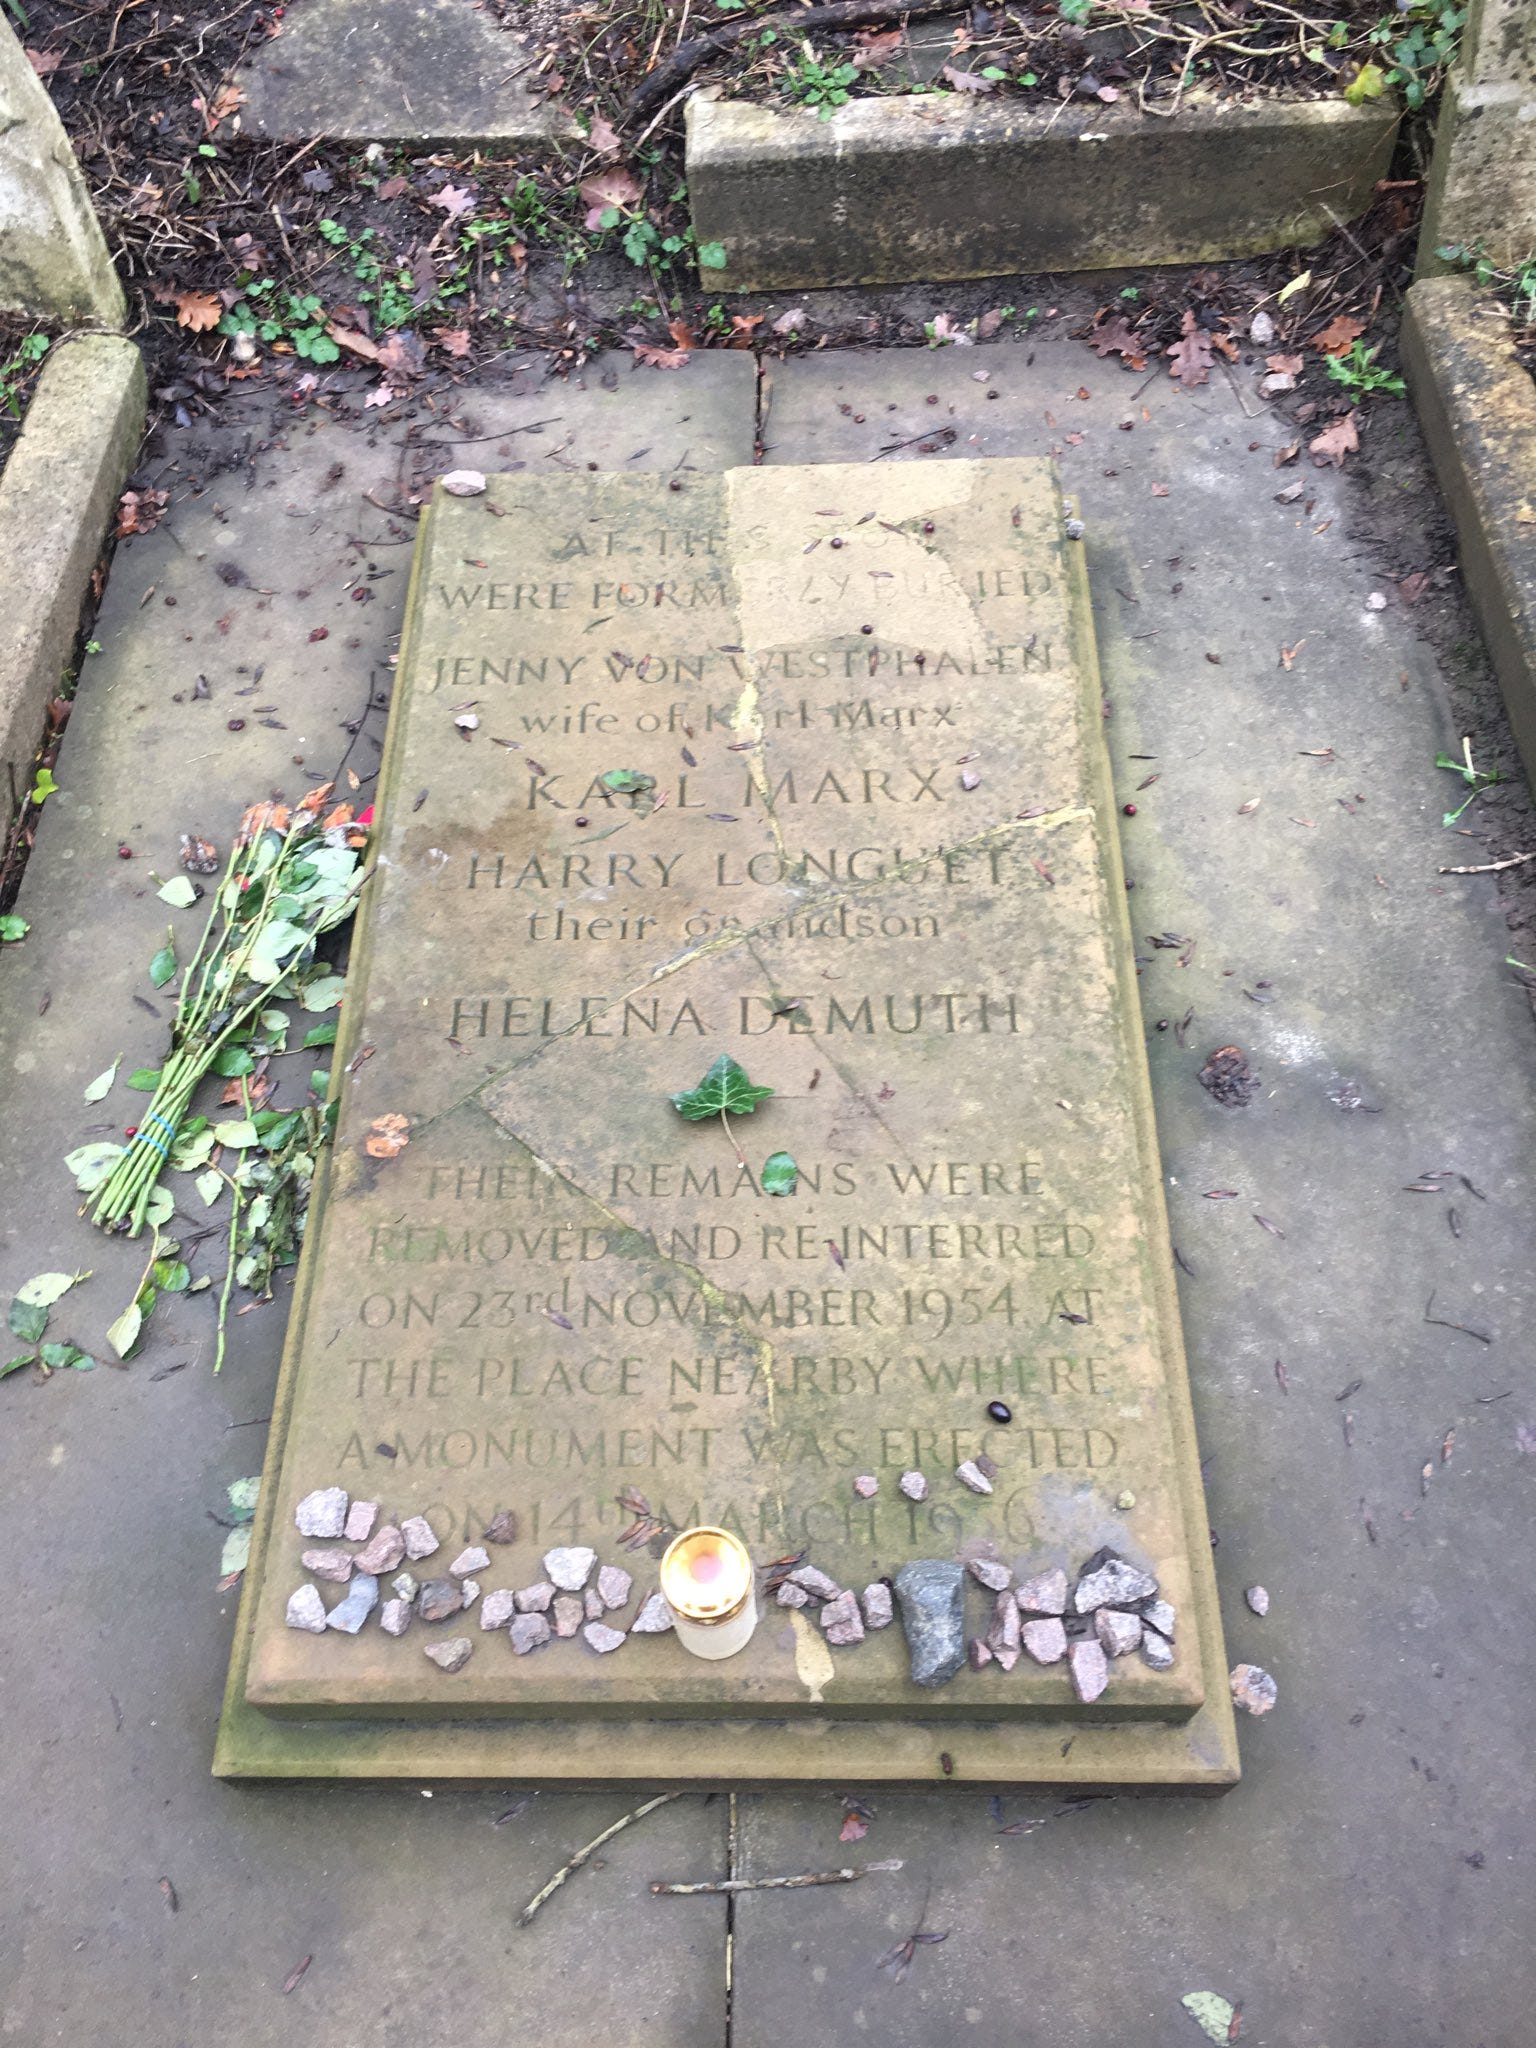 AT THIS
WERE FORMERLY BURIED
JENNY VON WESTPHALEN
wife of Karl Marx
KARL MARX
HARRY LONGUET
their grandson
HELENA DEMUTH
THEIR REMAINS WERE
REMOVED AND RE-INTERRED
ON 23rd NOVEMBER 1954 AT
THE PLACE NEARBY WHERE
A MONUMENT WAS ERECTED
ON 14th MARCH 1956